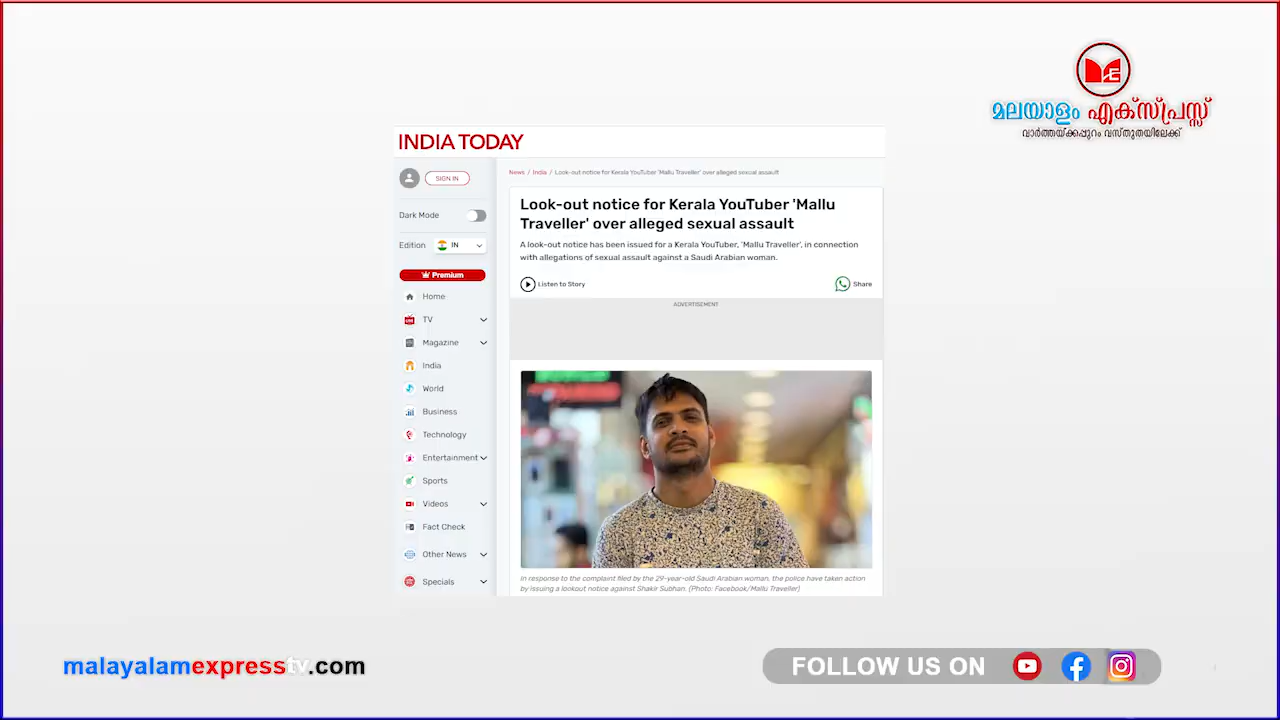 മലയാളം എക്സ്പ്രസ്സ്
വാർത്തയ്ക്കപ്പുറം വസ്തുതയിലേക്ക്
INDIA TODAY
SIGN IN
Dark Mode
Edition IN
Premium
Home
TV
Magazine
India
World
Business
Technology
Entertainment
Sports
Videos
Fact Check
Other News
Specials
News / India / Look-out notice for Kerala YouTuber 'Mallu Traveller' over alleged sexual assault
Look-out notice for Kerala YouTuber 'Mallu
Traveller' over alleged sexual assault
A look-out notice has been issued for a Kerala YouTuber, 'Mallu Traveller', in connection
with allegations of sexual assault against a Saudi Arabian woman.
Listen to Story
Share
ADVERTISEMENT
In response to the complaint filed by the 29-year-old Saudi Arabian woman, the police have taken action
by issuing a lookout notice against Shakir Subhan. (Photo: Facebook/Mallu Traveller)
malayalamexpresstv.com
FOLLOW US ON